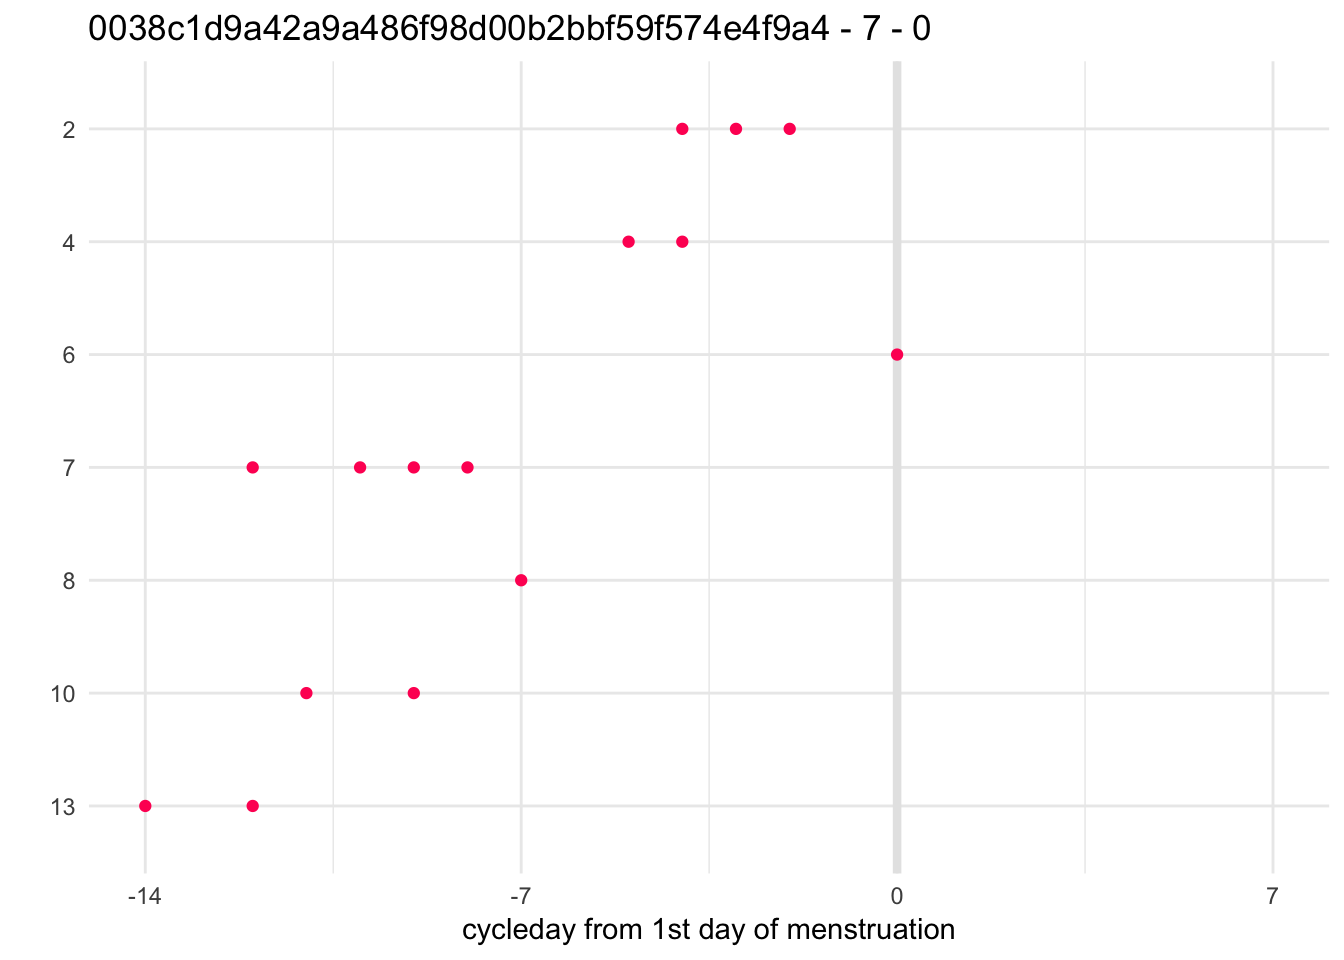 0038c1d9a42a9a486f98d00b2bbf59f574e4f9a4 - 7 - 0
2
4
6
7
8
10
13
-14 -7 0 7
cycleday from 1st day of menstruation